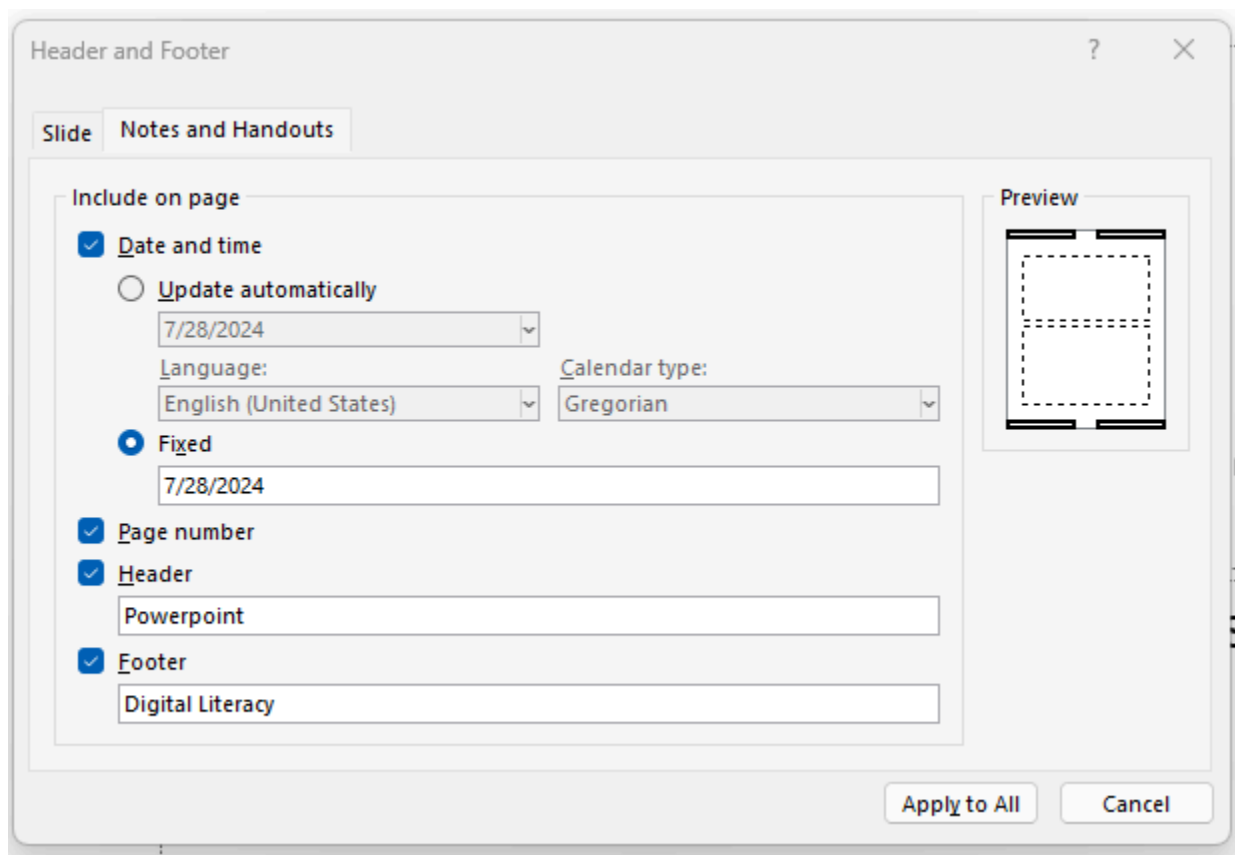 Header and Footer ?
Slide Notes and Handouts
Include on page Preview
Date and time
Update automatically
7/28/2024
Language: Calendar type:
English (United States) Gregorian
Fixed
7/28/2024
Page number
Header
Powerpoint
Footer
Digital Literacy
Apply to All Cancel